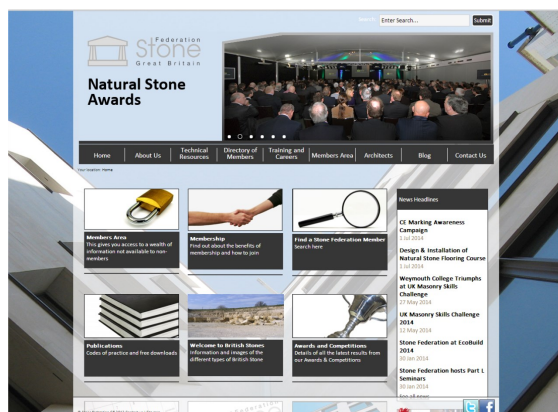 Search:
Enter Search...
Submit
Federation
Stone
Great Britain
Natural Stone
Awards
Home
About Us
Technical
Resources
Directory of
Members
Training and
Careers
Members Area
Architects
Blog
Contact Us
Your location: Home
Members Area
This gives you access to a wealth of
information not available to non-
members
Membership
Find out about the benefits of
membership and how to join
Find a Stone Federation Member
Search here
News Headlines
CE Marking Awareness
Campaign
1 Jul 2014
Design & Installation of
Natural Stone Flooring Course
1 Jul 2014
Weymouth College Triumphs
at UK Masonry Skills
Challenge
27 May 2014
UK Masonry Skills Challenge
2014
12 May 2014
Stone Federation at EcoBuild
2014
30 Jan 2014
Stone Federation hosts Part L
Seminars
30 Jan 2014
See all news
Publications
Codes of practice and free downloads
Welcome to British Stones
Information and images of the
different types of British Stone
Awards and Competitions
Details of all the latest results from
our Awards & Competitions